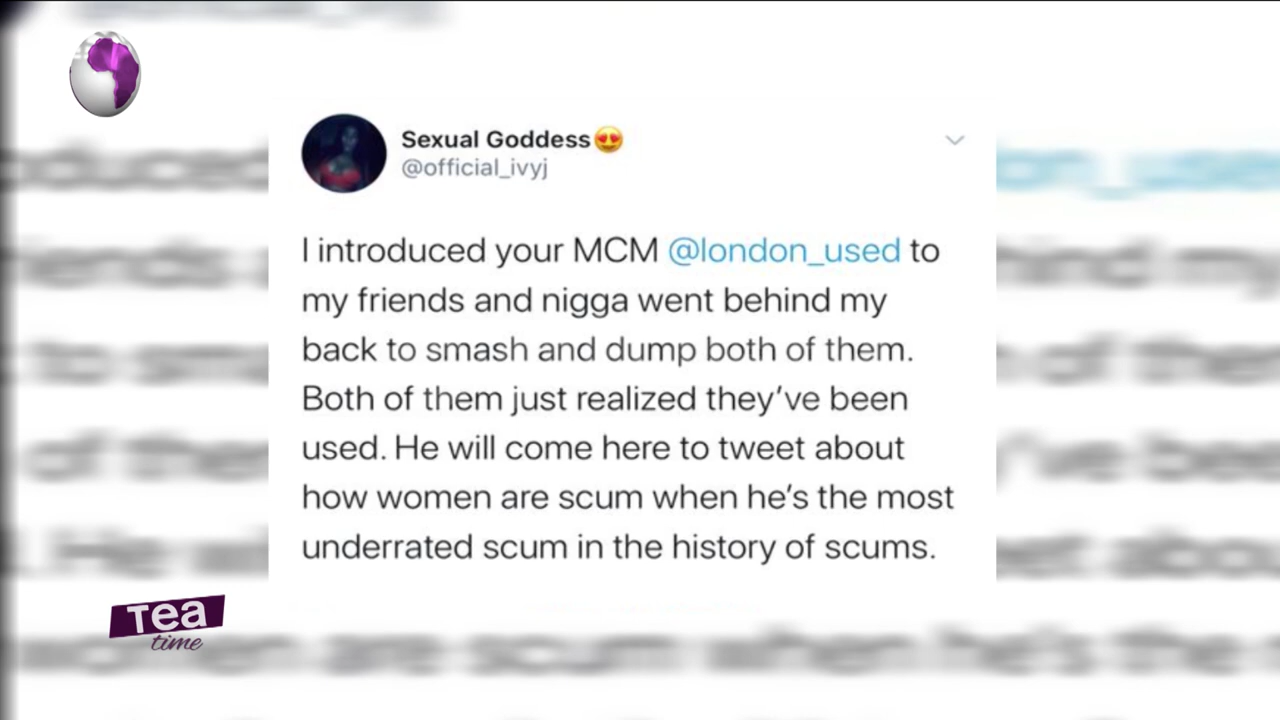 Sexual Goddess😍
@official_ivyj
I introduced your MCM @london_used to
my friends and nigga went behind my
back to smash and dump both of them.
Both of them just realized they've been
used. He will come here to tweet about
how women are scum when he's the most
underrated scum in the history of scums.
Tea
time